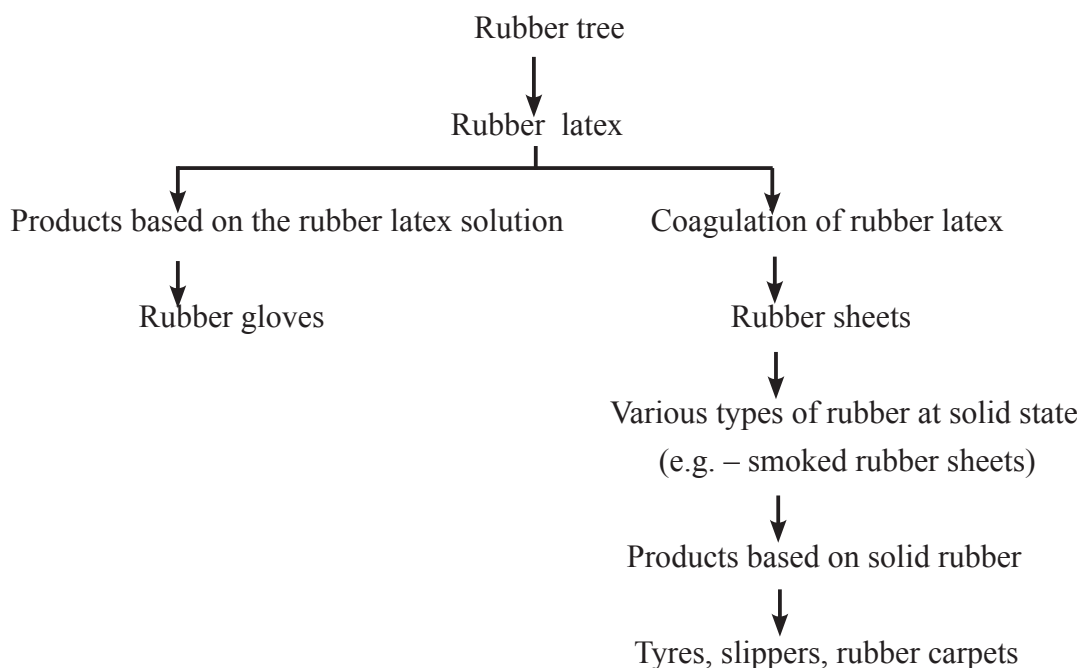 Rubber tree
Rubber latex
Products based on the rubber latex solution
Coagulation of rubber latex
Rubber gloves
Rubber sheets
Various types of rubber at solid state
(e.g. – smoked rubber sheets)
Products based on solid rubber
Tyres, slippers, rubber carpets